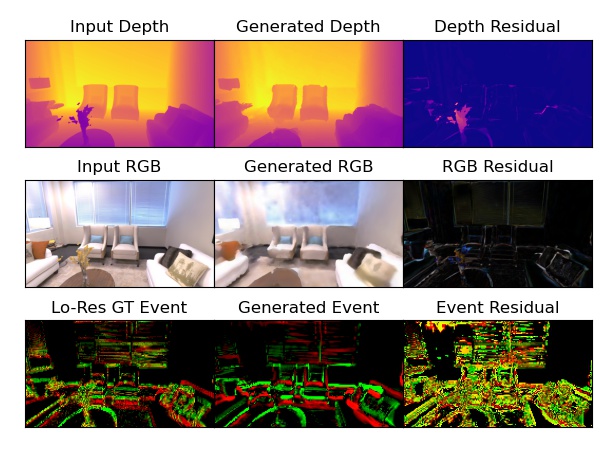 Input Depth
Generated Depth
Depth Residual
Input RGB
Generated RGB
RGB Residual
Lo-Res GT Event
Generated Event
Event Residual